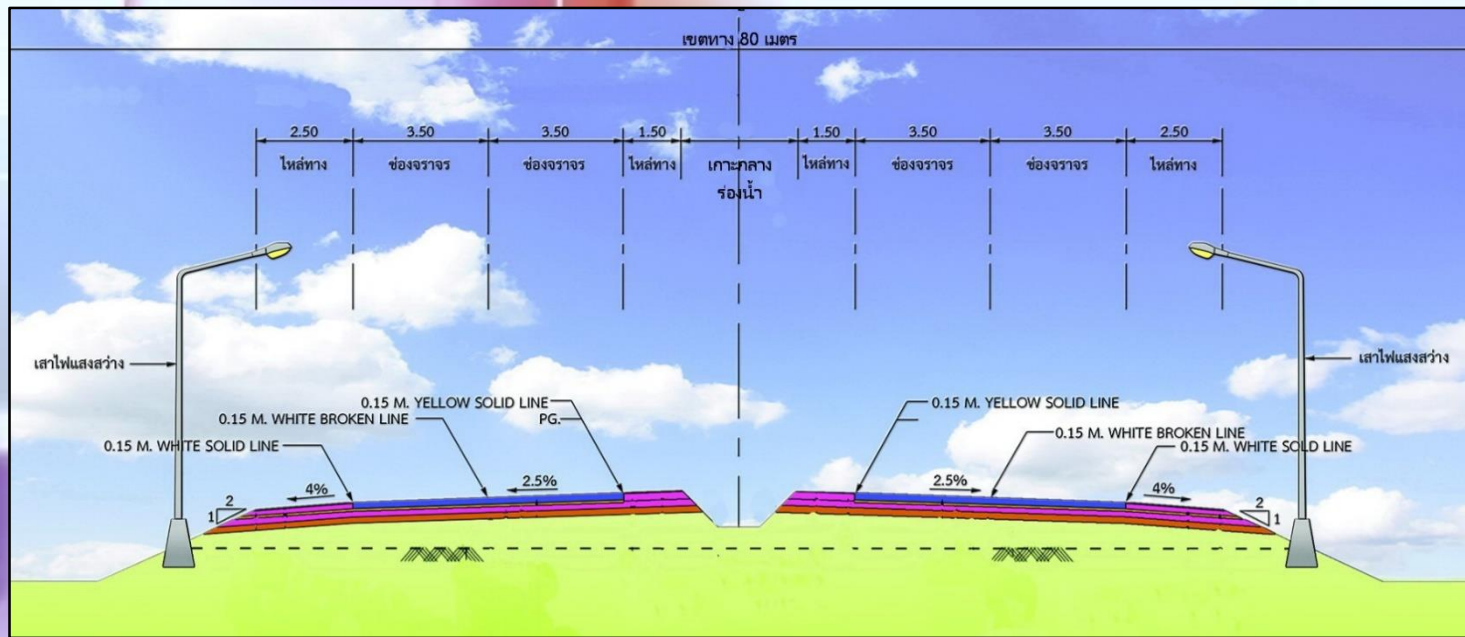 เขตทาง 80 เมตร
2.50 3.50 3.50 1.50 1.50 3.50 3.50 2.50
ไหล่ทาง ช่องจราจร ช่องจราจร ไหล่ทาง เกาะกลาง ไหล่ทาง ช่องจราจร ช่องจราจร ไหล่ทาง
ร่องน้ำ
เสาไฟแสงสว่าง เสาไฟแสงสว่าง
0.15 M. YELLOW SOLID LINE 0.15 M. YELLOW SOLID LINE
0.15 M. WHITE BROKEN LINE PG.
0.15 M. WHITE BROKEN LINE
0.15 M. WHITE SOLID LINE 0.15 M. WHITE SOLD LINE
4% 2.5% 2.5% 4%
2 2
1 1